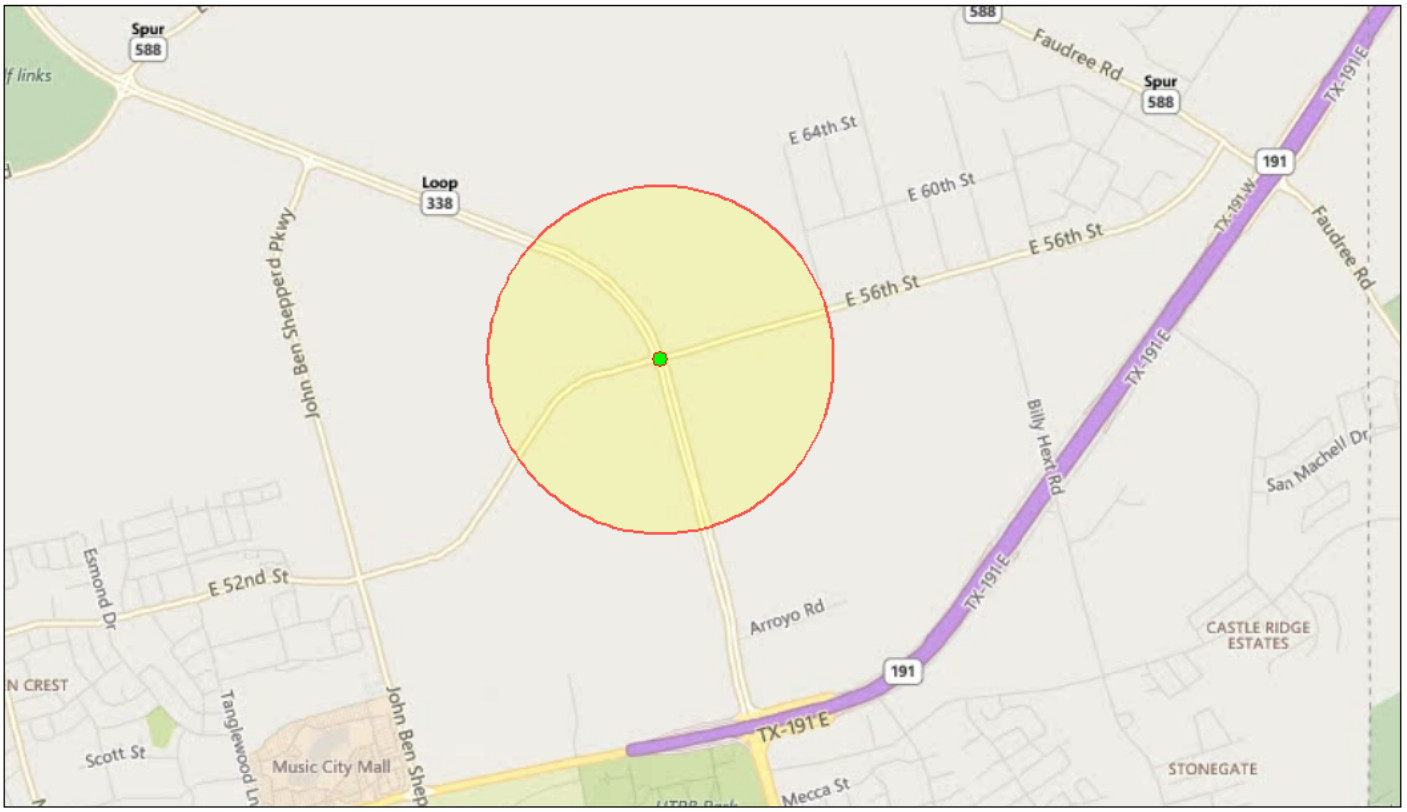 Spur
588
588
Faudree Rd
f links
Spur
588
TX-191 E
E 64th St
191
Loop
338
E 60th St
TX-191 W
Faudree Rd
John Ben Shepperd Pkwy
E 56th St
E 56th St
TX-191 E
Billy Hext Rd
San Machell Dr
Esmond Dr
E 52nd St
TX-191 E
Arroyo Rd
CASTLE RIDGE
ESTATES
191
N CREST
Tanglewood Ln
John Ben Shep
TX-191 E
Scott St
Music City Mall
STONEGATE
Mecca St
UTPB Park